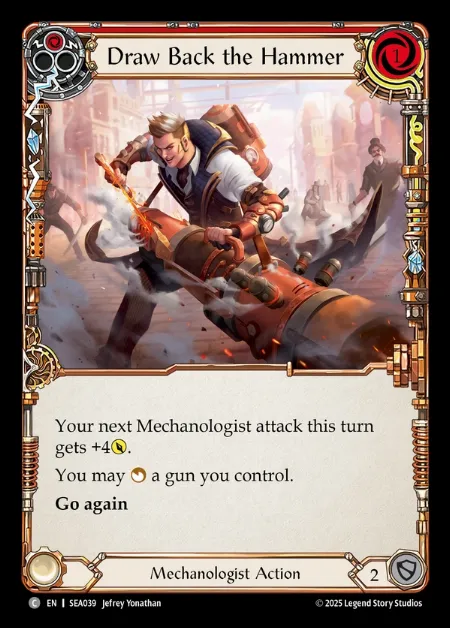 Draw Back the Hammer
1
Your next Mechanologist attack this turn
gets +4.
You may a gun you control.
Go again
Mechanologist Action
2
C EN | SEA039 Jefrey Yonathan
© 2025 Legend Story Studios